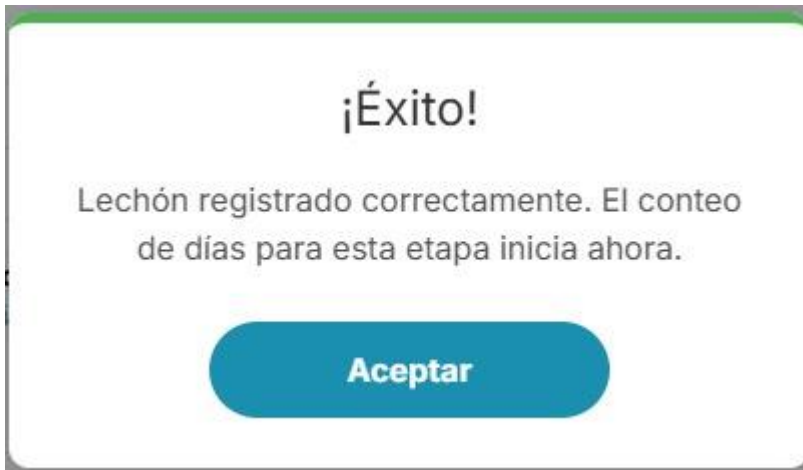 ¡Éxito!
Lechón registrado correctamente. El conteo
de días para esta etapa inicia ahora.
Aceptar